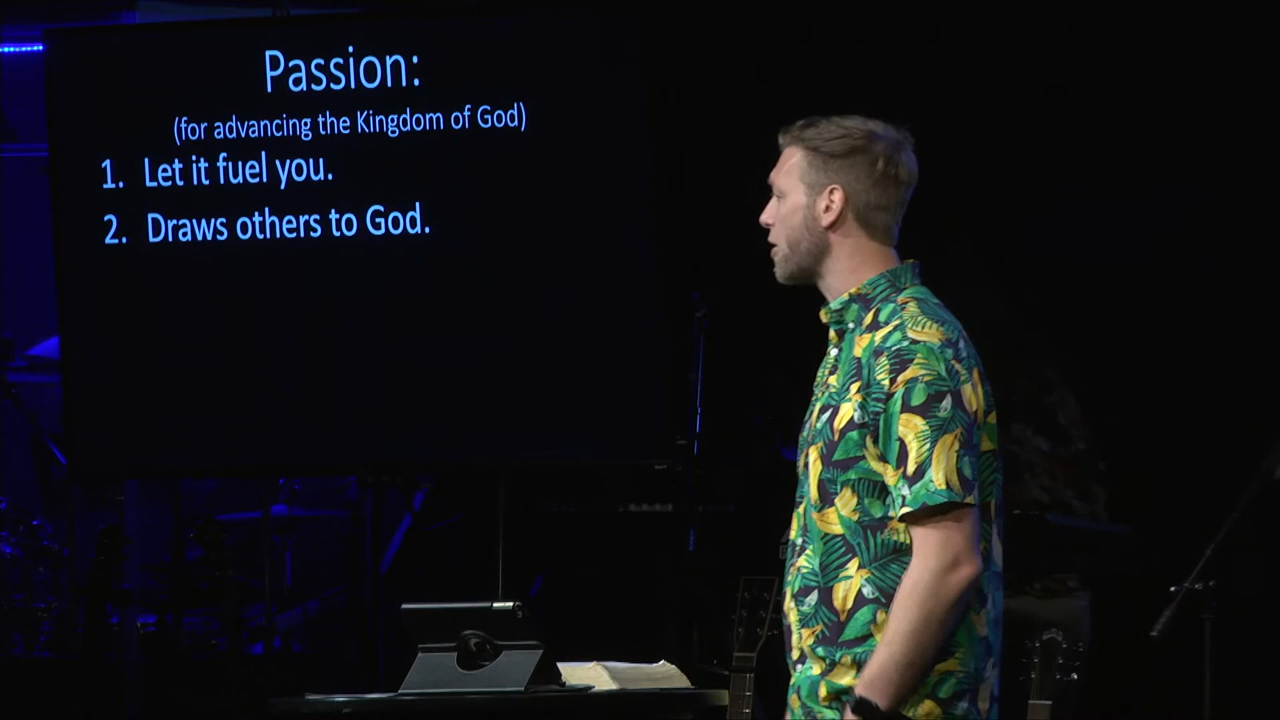 Passion:
(for advancing the Kingdom of God)
1. Let it fuel you.
2. Draws others to God.